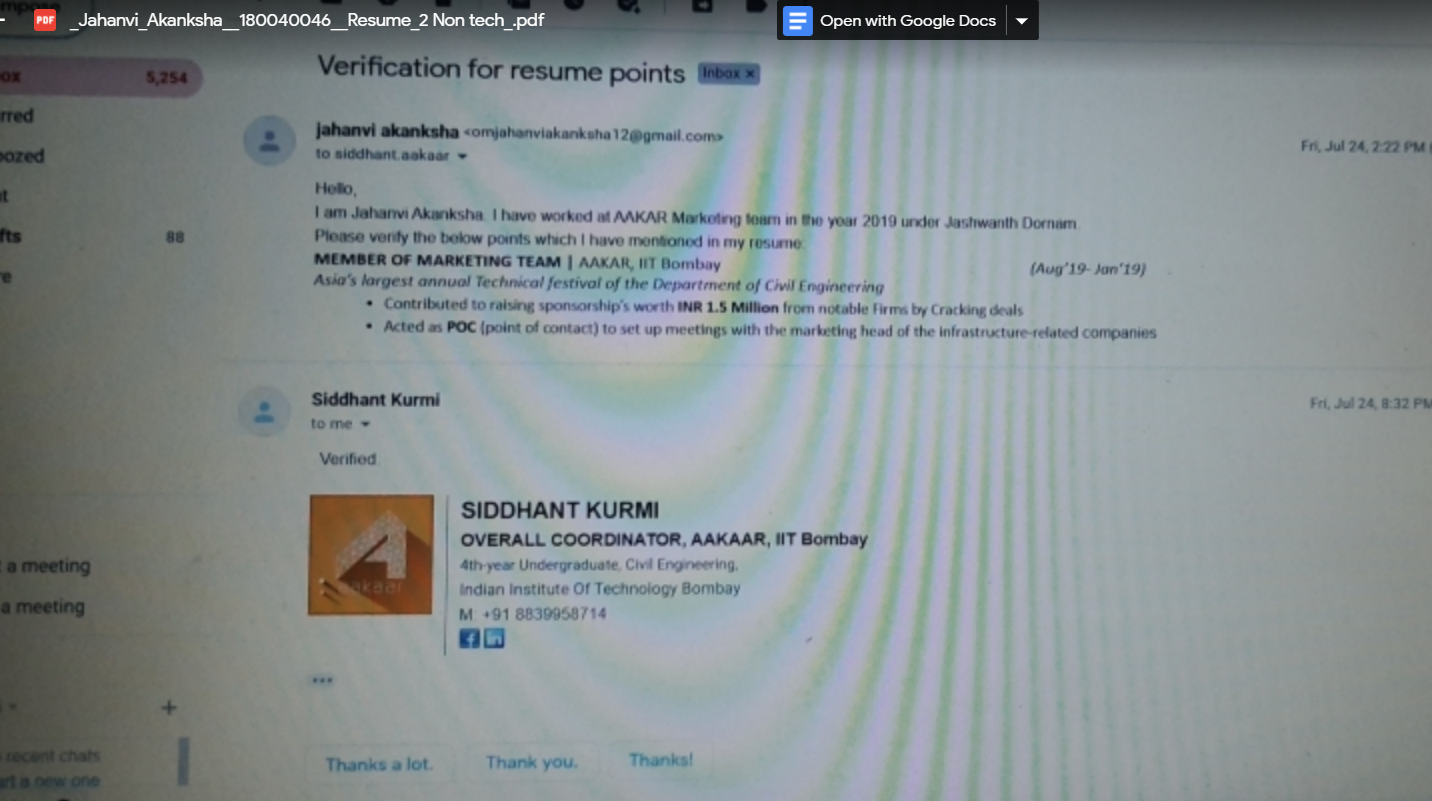 _Jahanvi_Akanksha__180040046__Resume_2 Non tech_.pdf
PDF
Open with Google Docs
5,254
Verification for resume points Inbox ×
jahanvi akanksha <omjahanviakanksha12@gmail.com>
Fri, Jul 24, 2:22 PM
to siddhant.aakaar
Hello,
I am Jahanvi Akanksha. I have worked at AAKAR Marketing team in the year 2019 under Jashwanth Dornam
Please verify the below points which I have mentioned in my resume:
MEMBER OF MARKETING TEAM | AAKAR, IIT Bombay (Aug'19- Jan'19)
Asia's largest annual Technical festival of the Department of Civil Engineering
• Contributed to raising sponsorship's worth INR 1.5 Million from notable Firms by Cracking deals
• Acted as POC (point of contact) to set up meetings with the marketing head of the infrastructure-related companies
88
Siddhant Kurmi
Fri, Jul 24, 8:32 PM
to me
Verified
SIDDHANT KURMI
OVERALL COORDINATOR, AAKAAR, IIT Bombay
4th-year Undergraduate, Civil Engineering,
Indian Institute Of Technology Bombay
M: +91 8839958714
a meeting
a meeting
recent chats
a new one
Thanks a lot. Thank you. Thanks!